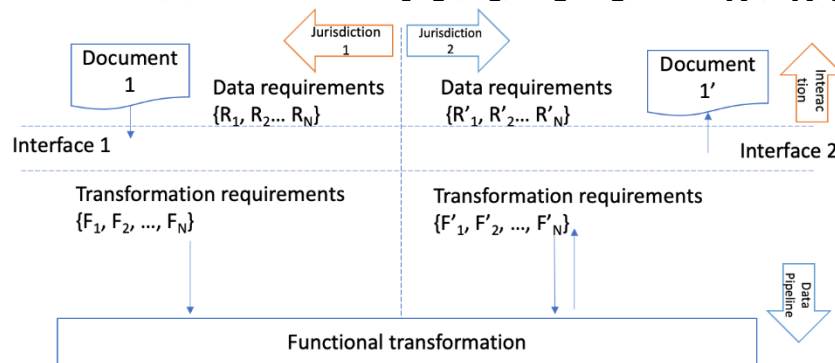 Jurisdiction
1
Jurisdiction
2
Document
1
Data requirements
{R1, R2... RN}
Data requirements
{R'1, R'2... R'N}
Document
1'
Interac
tion
Interface 1
Interface 2
Transformation requirements
{F1, F2, ..., FN}
Transformation requirements
{F'1, F'2, ..., F'N}
Data
Pipeline
Functional transformation